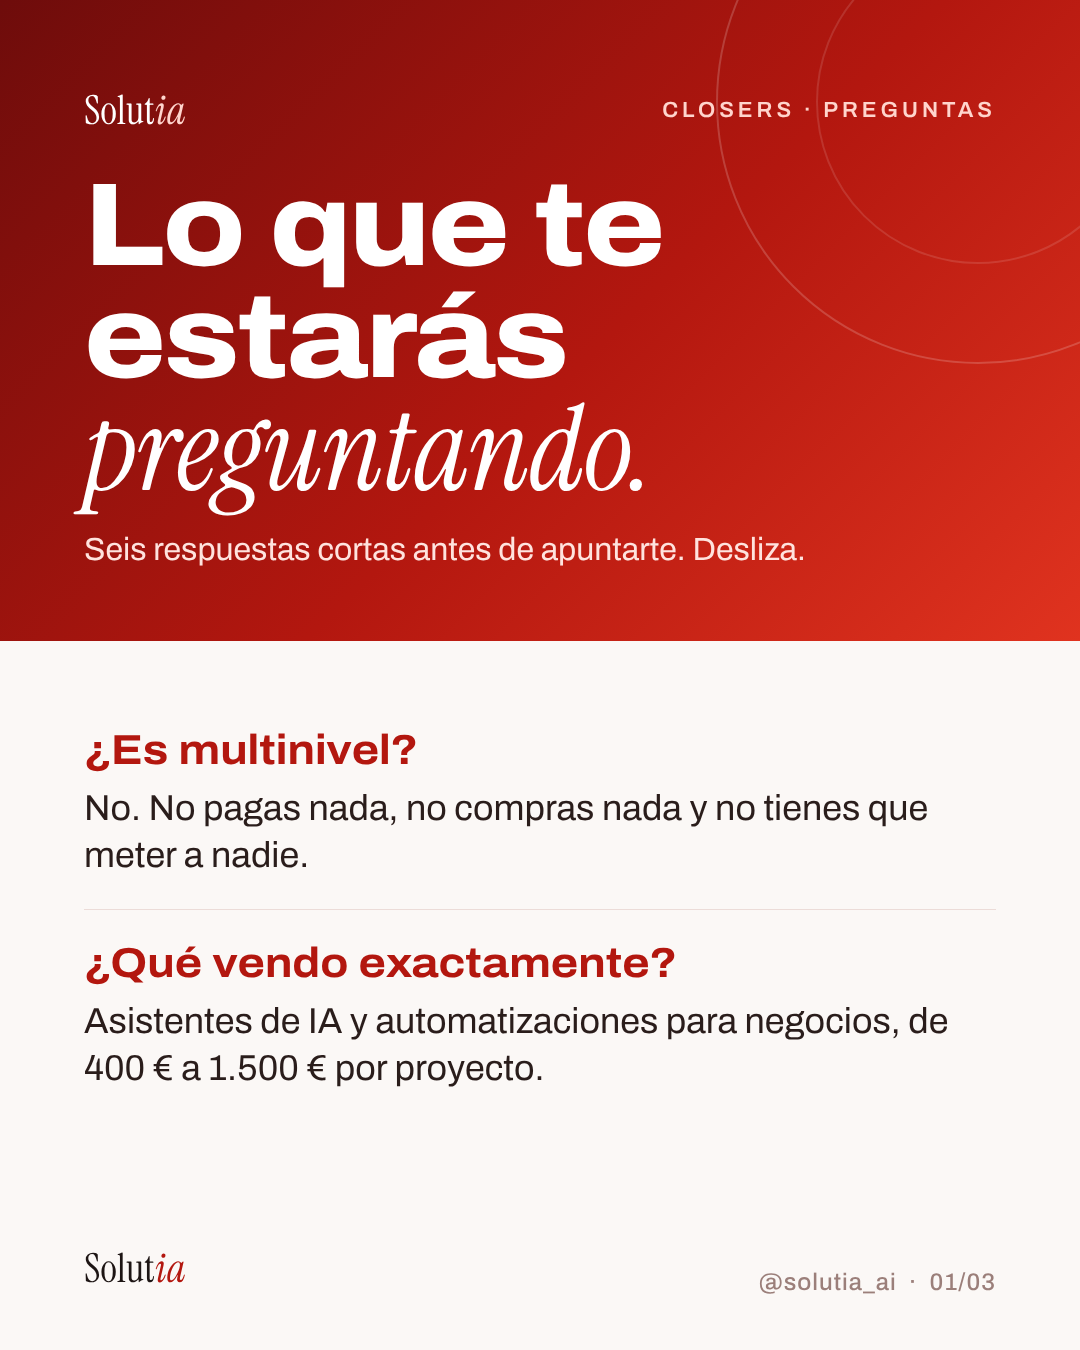 Solutia
CLOSERS · PREGUNTAS
Lo que te
estarás
preguntando.
Seis respuestas cortas antes de apuntarte. Desliza.
¿Es multinivel?
No. No pagas nada, no compras nada y no tienes que
meter a nadie.
¿Qué vendo exactamente?
Asistentes de IA y automatizaciones para negocios, de
400 € a 1.500 € por proyecto.
Solutia
@solutia_ai · 01/03